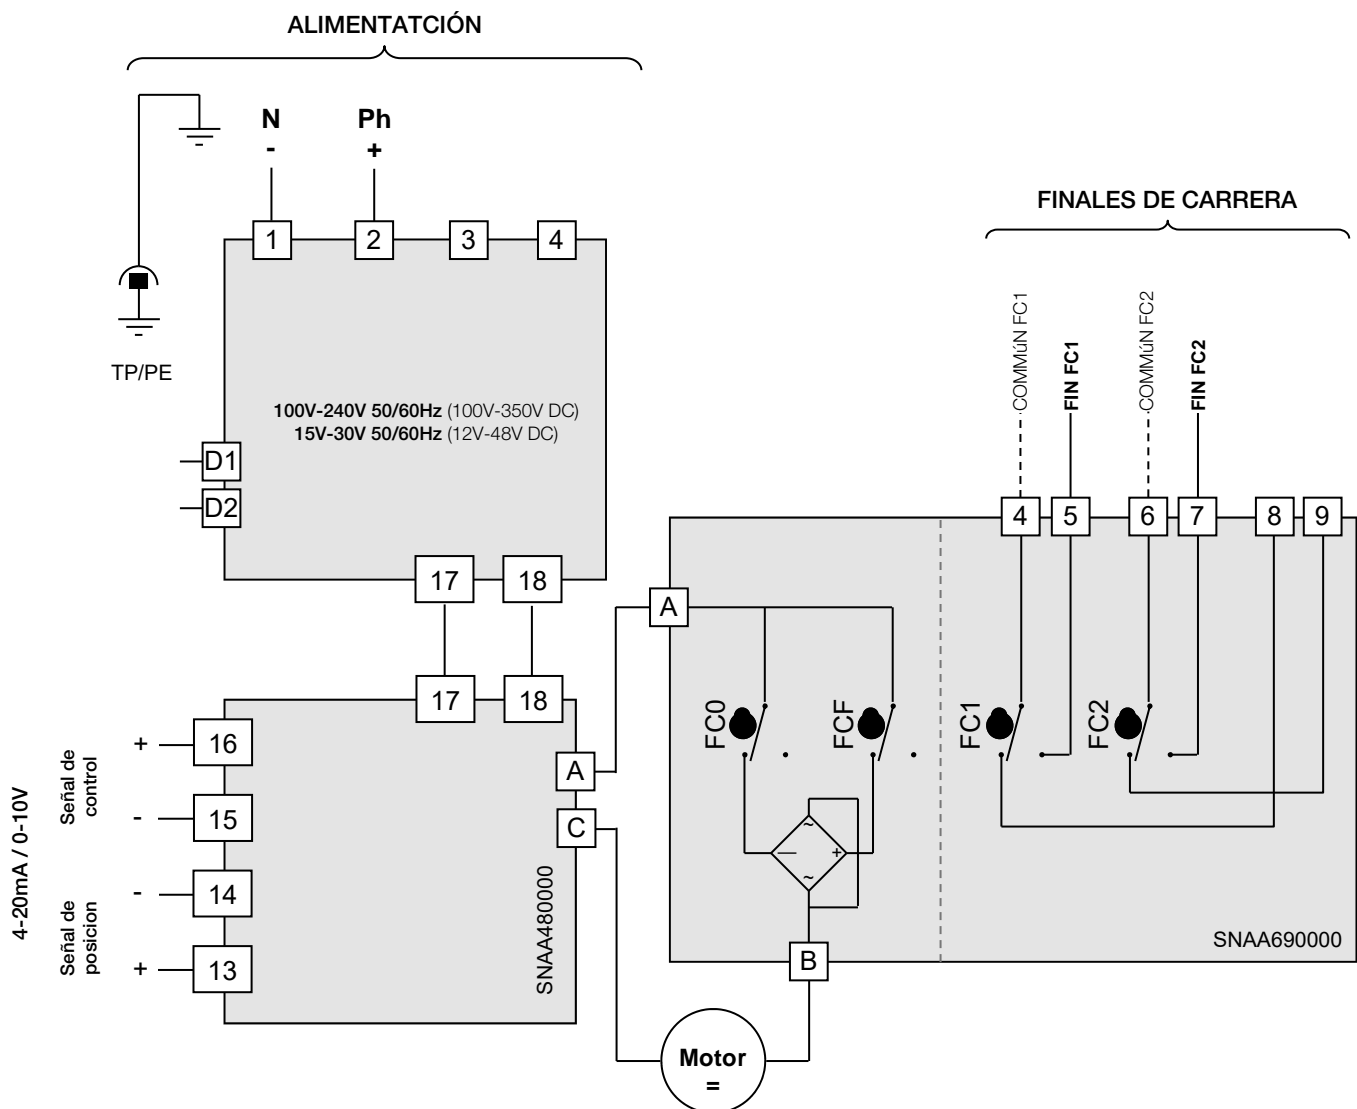 ALIMENTATCIÓN
N
-
Ph
+
1
2
3
4
TP/PE
100V-240V 50/60Hz (100V-350V DC)
15V-30V 50/60Hz (12V-48V DC)
D1
D2
17
18
FINALES DE CARRERA
COMMúN FC1
FIN FC1
COMMúN FC2
FIN FC2
4
5
6
7
8
9
A
FC0
FCF
FC1
FC2
~
—
+
~
B
SNAA690000
17
18
4-20mA / 0-10V
Señal de
control
+
16
-
15
Señal de
posicion
-
14
+
13
A
C
SNAA480000
Motor
=